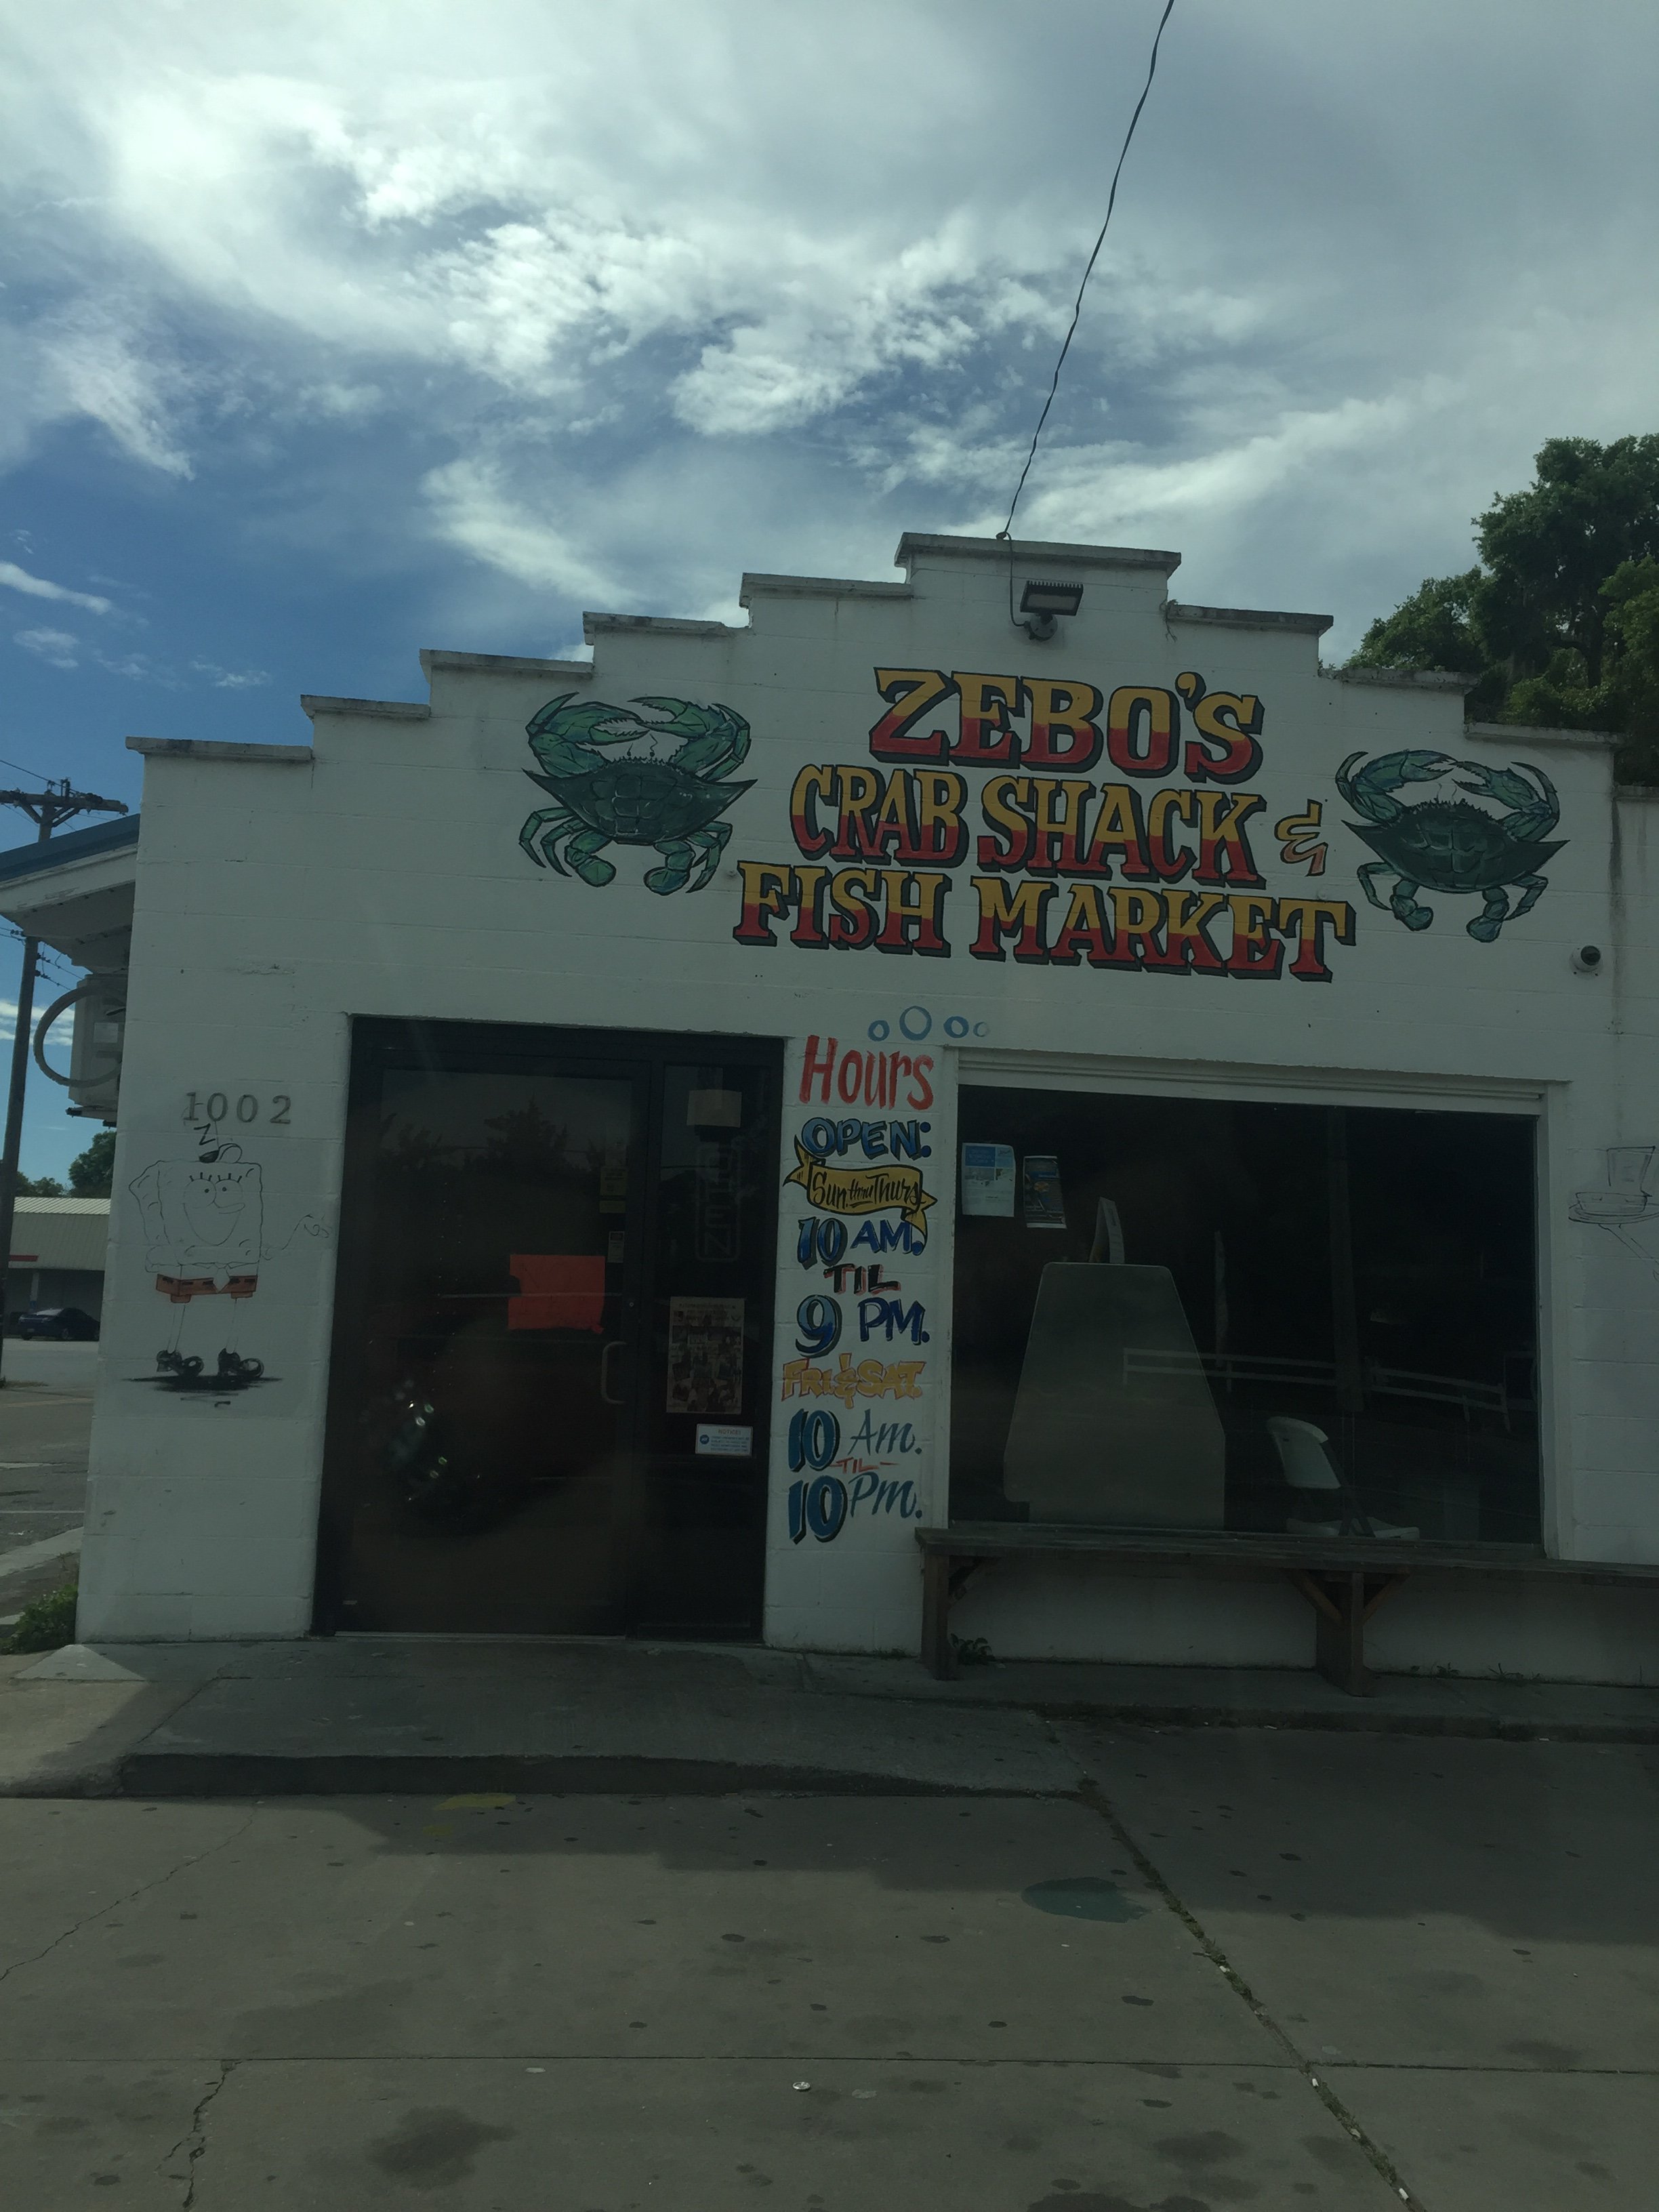 ZEBO'S
CRAB SHACK &
FISH MARKET
1002
Hours
OPEN:
Sun thru Thurs
10 AM.
TIL
9 PM.
FRI & SAT.
10 Am.
TIL
10 Pm.